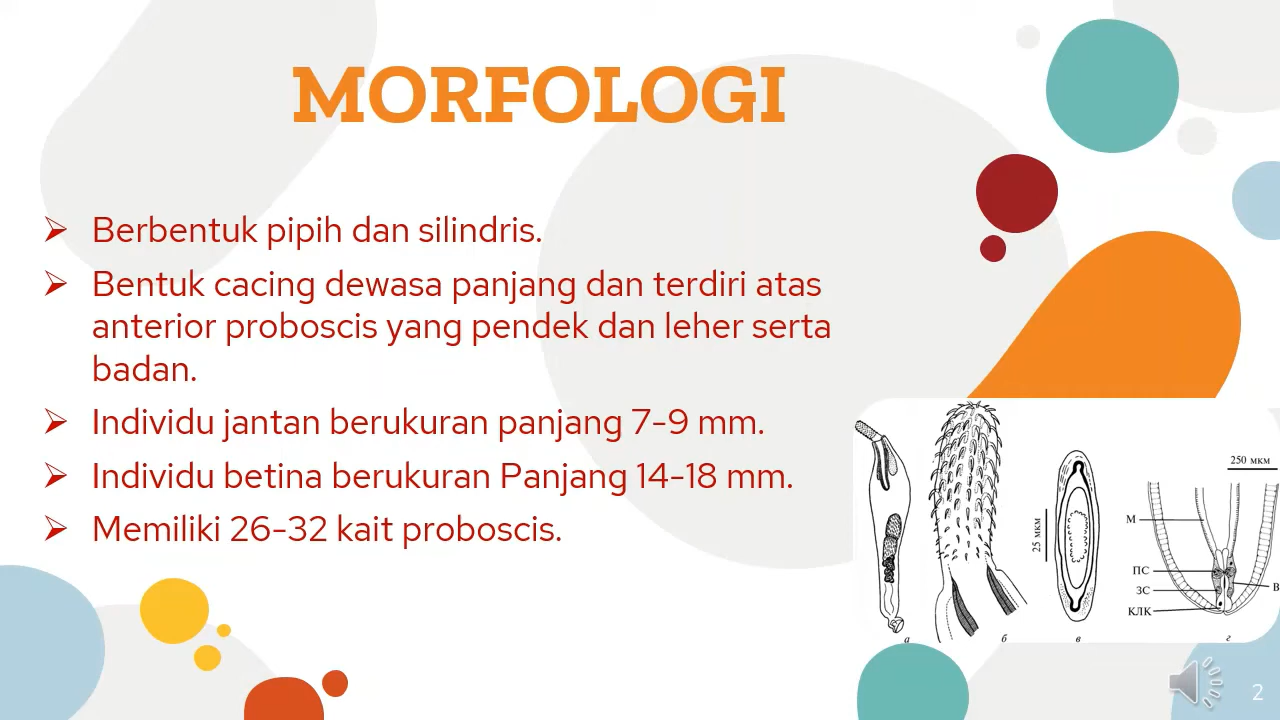 MORFOLOGI
Berbentuk pipih dan silindris.
Bentuk cacing dewasa panjang dan terdiri atas
anterior proboscis yang pendek dan leher serta
badan.
Individu jantan berukuran panjang 7-9 mm.
Individu betina berukuran Panjang 14-18 mm.
Memiliki 26-32 kait proboscis.
250 мкм
25 мкм
М
ПС
ЗС
КЛК
В
а
б
в
г
2